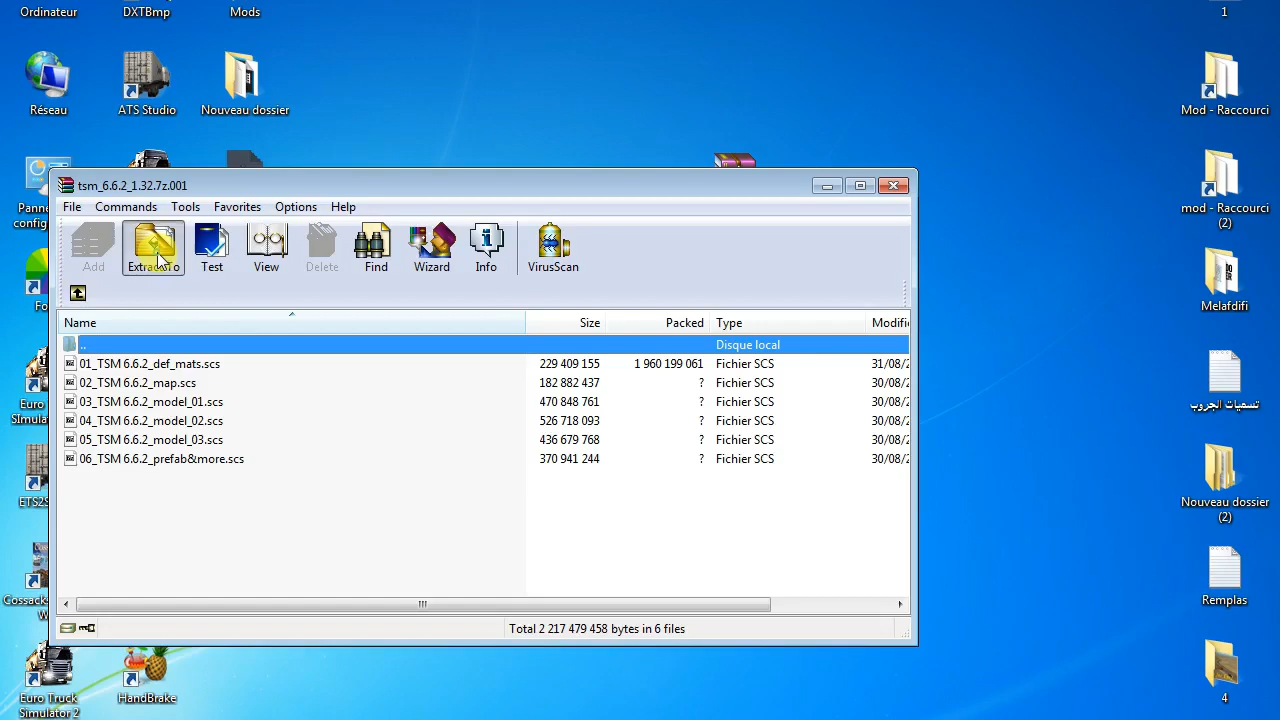 Ordinateur
DXTBmp
Mods
1
Réseau
ATS Studio
Nouveau dossier
Mod - Raccourci
Panne
config
mod - Raccourci
(2)
tsm_6.6.2_1.32.7z.001
File Commands Tools Favorites Options Help
Add Extract To Test View Delete Find Wizard Info VirusScan
Fo
Melafdifi
Name Size Packed Type Modifi
.. Disque local
01_TSM 6.6.2_def_mats.scs 229 409 155 1 960 199 061 Fichier SCS 31/08/2
02_TSM 6.6.2_map.scs 182 882 437 ? Fichier SCS 30/08/2
03_TSM 6.6.2_model_01.scs 470 848 761 ? Fichier SCS 30/08/2
04_TSM 6.6.2_model_02.scs 526 718 093 ? Fichier SCS 30/08/2
05_TSM 6.6.2_model_03.scs 436 679 768 ? Fichier SCS 30/08/2
06_TSM 6.6.2_prefab&more.scs 370 941 244 ? Fichier SCS 30/08/2
Euro
SImulat
تسميات الجروب
ETS2S
Nouveau dossier
(2)
Cossack
W
Remplas
Total 2 217 479 458 bytes in 6 files
Euro Truck
Simulator 2
HandBrake
4